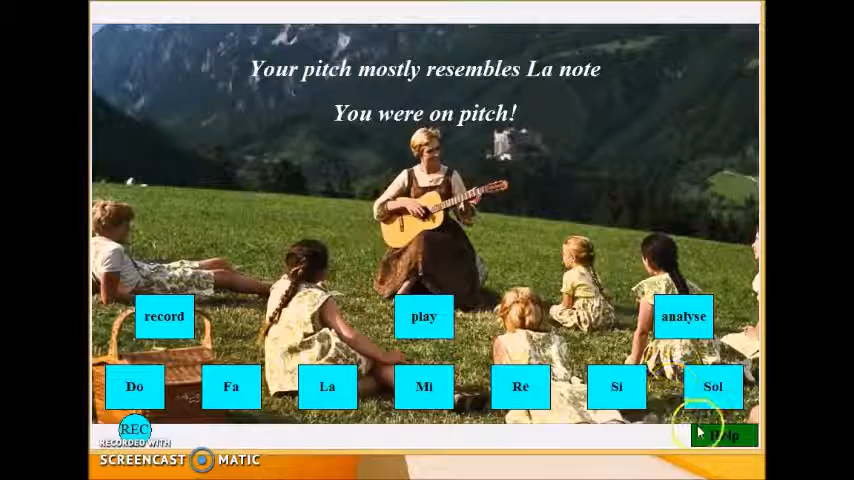 Your pitch mostly resembles La note
You were on pitch!
record play analyse
Do Fa La Mi Re Si Sol
REC Help
RECORDED WITH
SCREENCAST MATIC